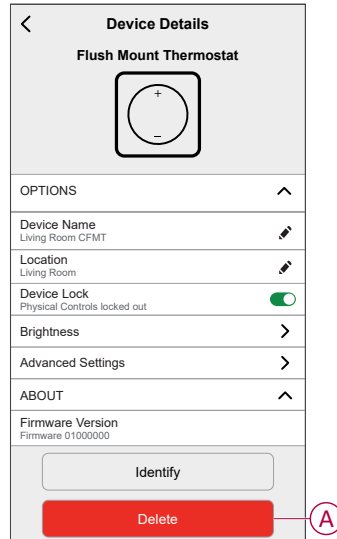 Device Details
Flush Mount Thermostat
+
–
OPTIONS
Device Name
Living Room CFMT
Location
Living Room
Device Lock
Physical Controls locked out
Brightness
Advanced Settings
ABOUT
Firmware Version
Firmware 01000000
Identify
Delete
A